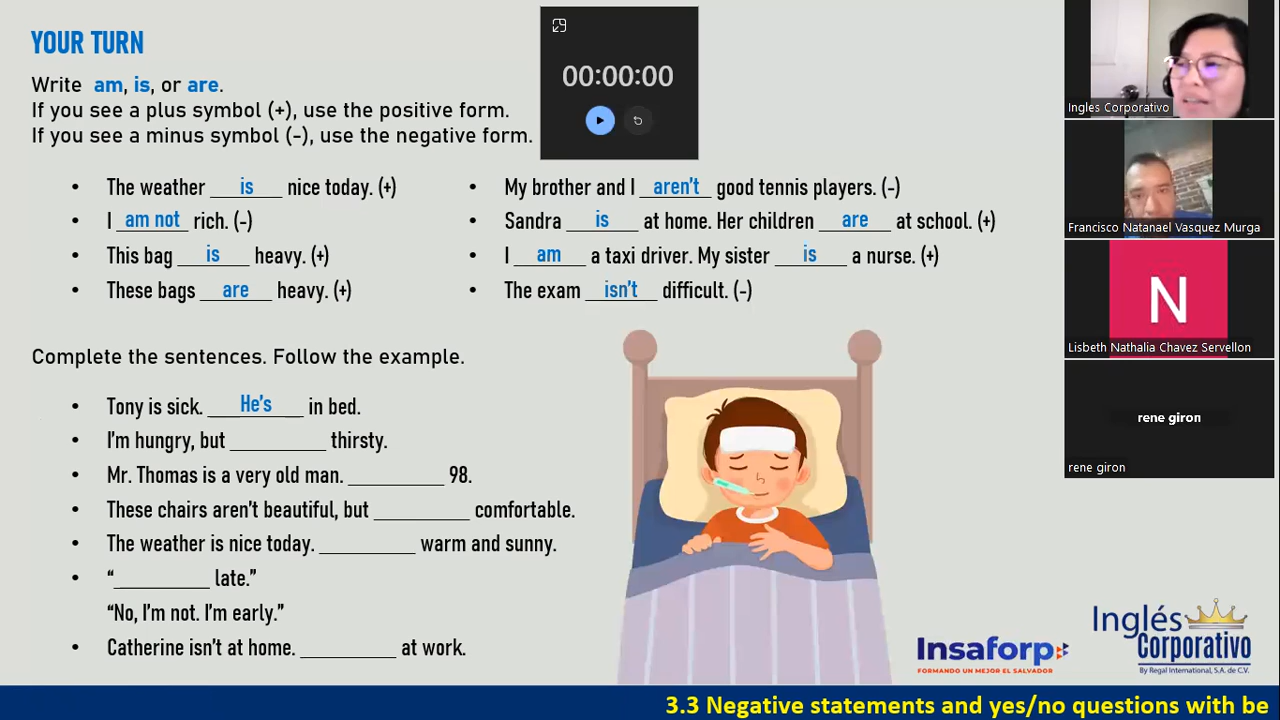 YOUR TURN
Write am, is, or are.
If you see a plus symbol (+), use the positive form.
If you see a minus symbol (-), use the negative form.
00:00:00
• The weather is nice today. (+)
• I am not rich. (-)
• This bag is heavy. (+)
• These bags are heavy. (+)
• My brother and I aren't good tennis players. (-)
• Sandra is at home. Her children are at school. (+)
• I am a taxi driver. My sister is a nurse. (+)
• The exam isn't difficult. (-)
Complete the sentences. Follow the example.
• Tony is sick. He's in bed.
• I'm hungry, but __________ thirsty.
• Mr. Thomas is a very old man. __________ 98.
• These chairs aren't beautiful, but __________ comfortable.
• The weather is nice today. __________ warm and sunny.
• “__________ late.”
“No, I'm not. I'm early.”
• Catherine isn't at home. __________ at work.
Insaforp
FORMANDO UN MEJOR EL SALVADOR
Inglés
Corporativo
By Regal International, S.A. de C.V.
3.3 Negative statements and yes/no questions with be
Ingles Corporativo
Francisco Natanael Vasquez Murga
N
Lisbeth Nathalia Chavez Servellon
rene giron
rene giron